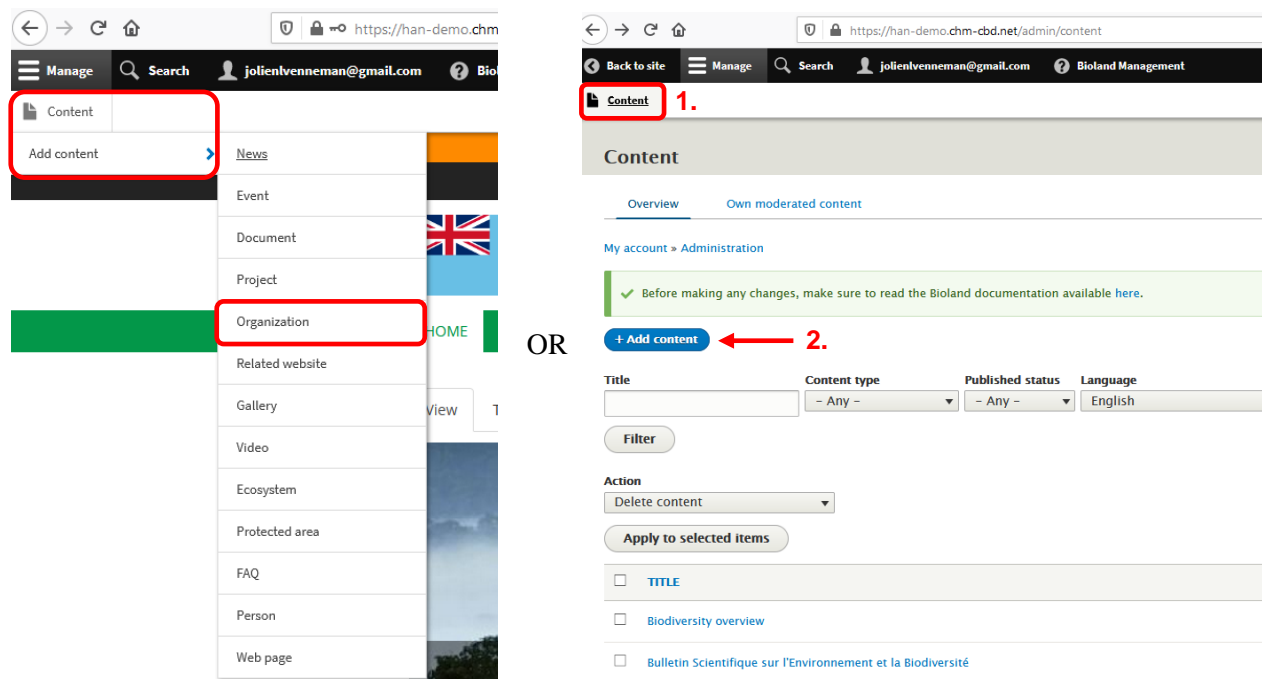 https://han-demo.chm
Manage Search jolienlvenneman@gmail.com Bio
Content
Add content
News
Event
Document
Project
Organization
Related website
Gallery
Video
Ecosystem
Protected area
FAQ
Person
Web page
HOME
View T
OR
https://han-demo.chm-cbd.net/admin/content
Back to site Manage Search jolienlvenneman@gmail.com Bioland Management
Content 1.
Content
Overview Own moderated content
My account » Administration
Before making any changes, make sure to read the Bioland documentation available here.
+ Add content 2.
Title Content type Published status Language
- Any - - Any - English
Filter
Action
Delete content
Apply to selected items
TITLE
Biodiversity overview
Bulletin Scientifique sur l'Environnement et la Biodiversité